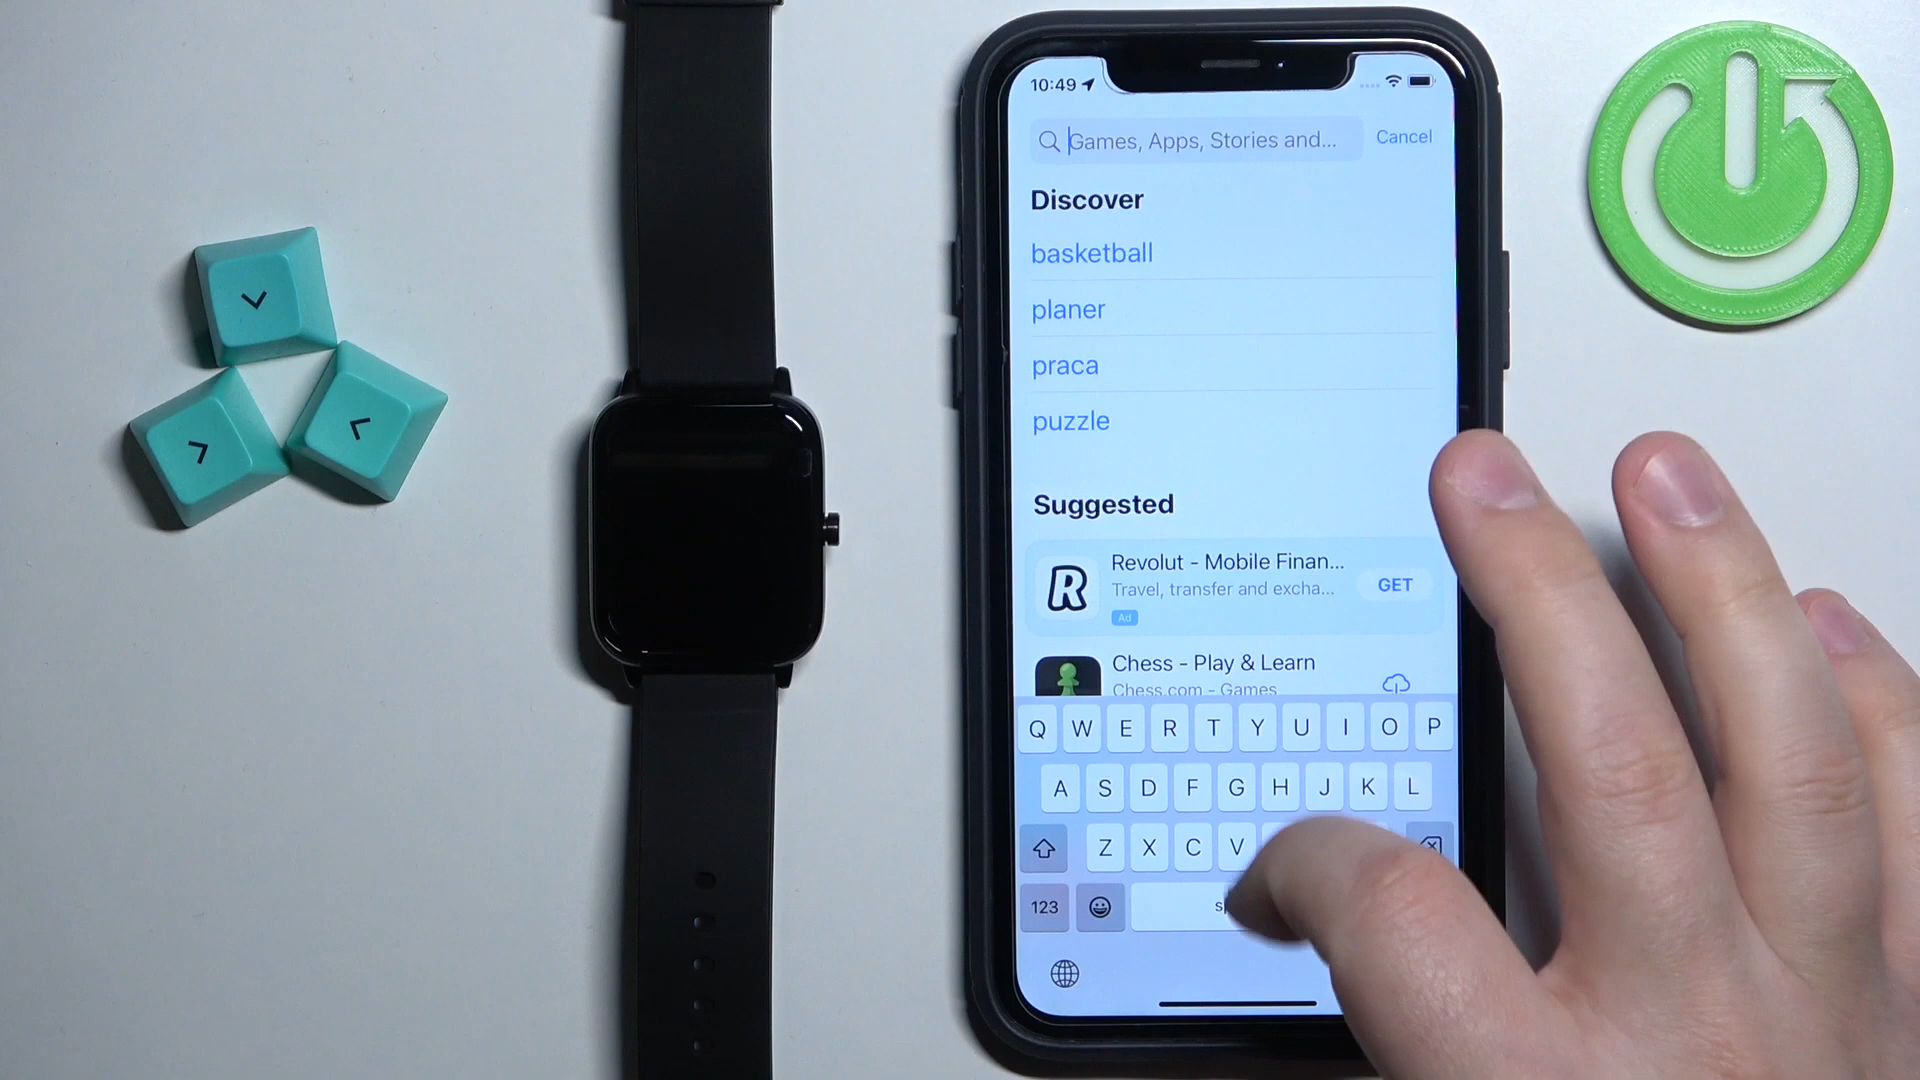 10:49
Games, Apps, Stories and...
Cancel
Discover
basketball
planer
praca
puzzle
Suggested
Revolut - Mobile Finan...
Travel, transfer and excha...
GET
Ad
Chess - Play & Learn
Chess.com - Games
Q W E R T Y U I O P
A S D F G H J K L
Z X C V
123